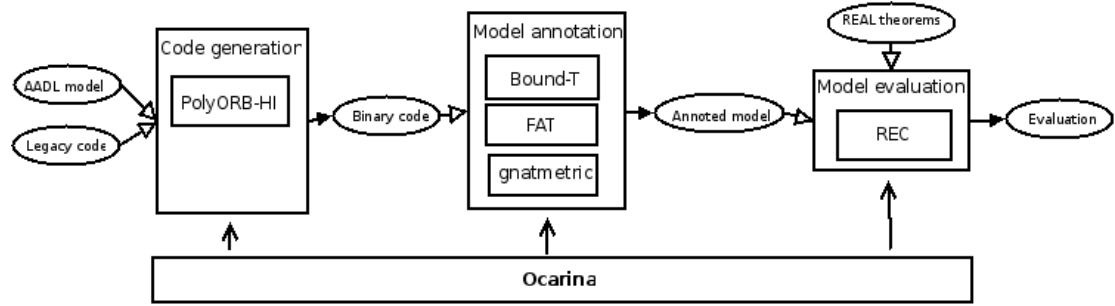 REAL theorems
Code generation
Model annotation
AADL model
PolyORB-HI
Bound-T
Model evaluation
Binary code
FAT
Annoted model
REC
Evaluation
Legacy code
gnatmetric
Ocarina